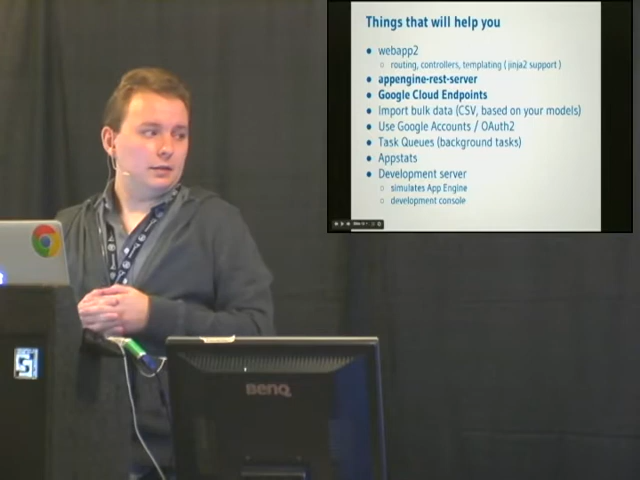 Things that will help you
● webapp2
○ routing, controllers, templating ( jinja2 support )
● appengine-rest-server
● Google Cloud Endpoints
● Import bulk data (CSV, based on your models)
● Use Google Accounts / OAuth2
● Task Queues (background tasks)
● Appstats
● Development server
○ simulates App Engine
○ development console
BenQ